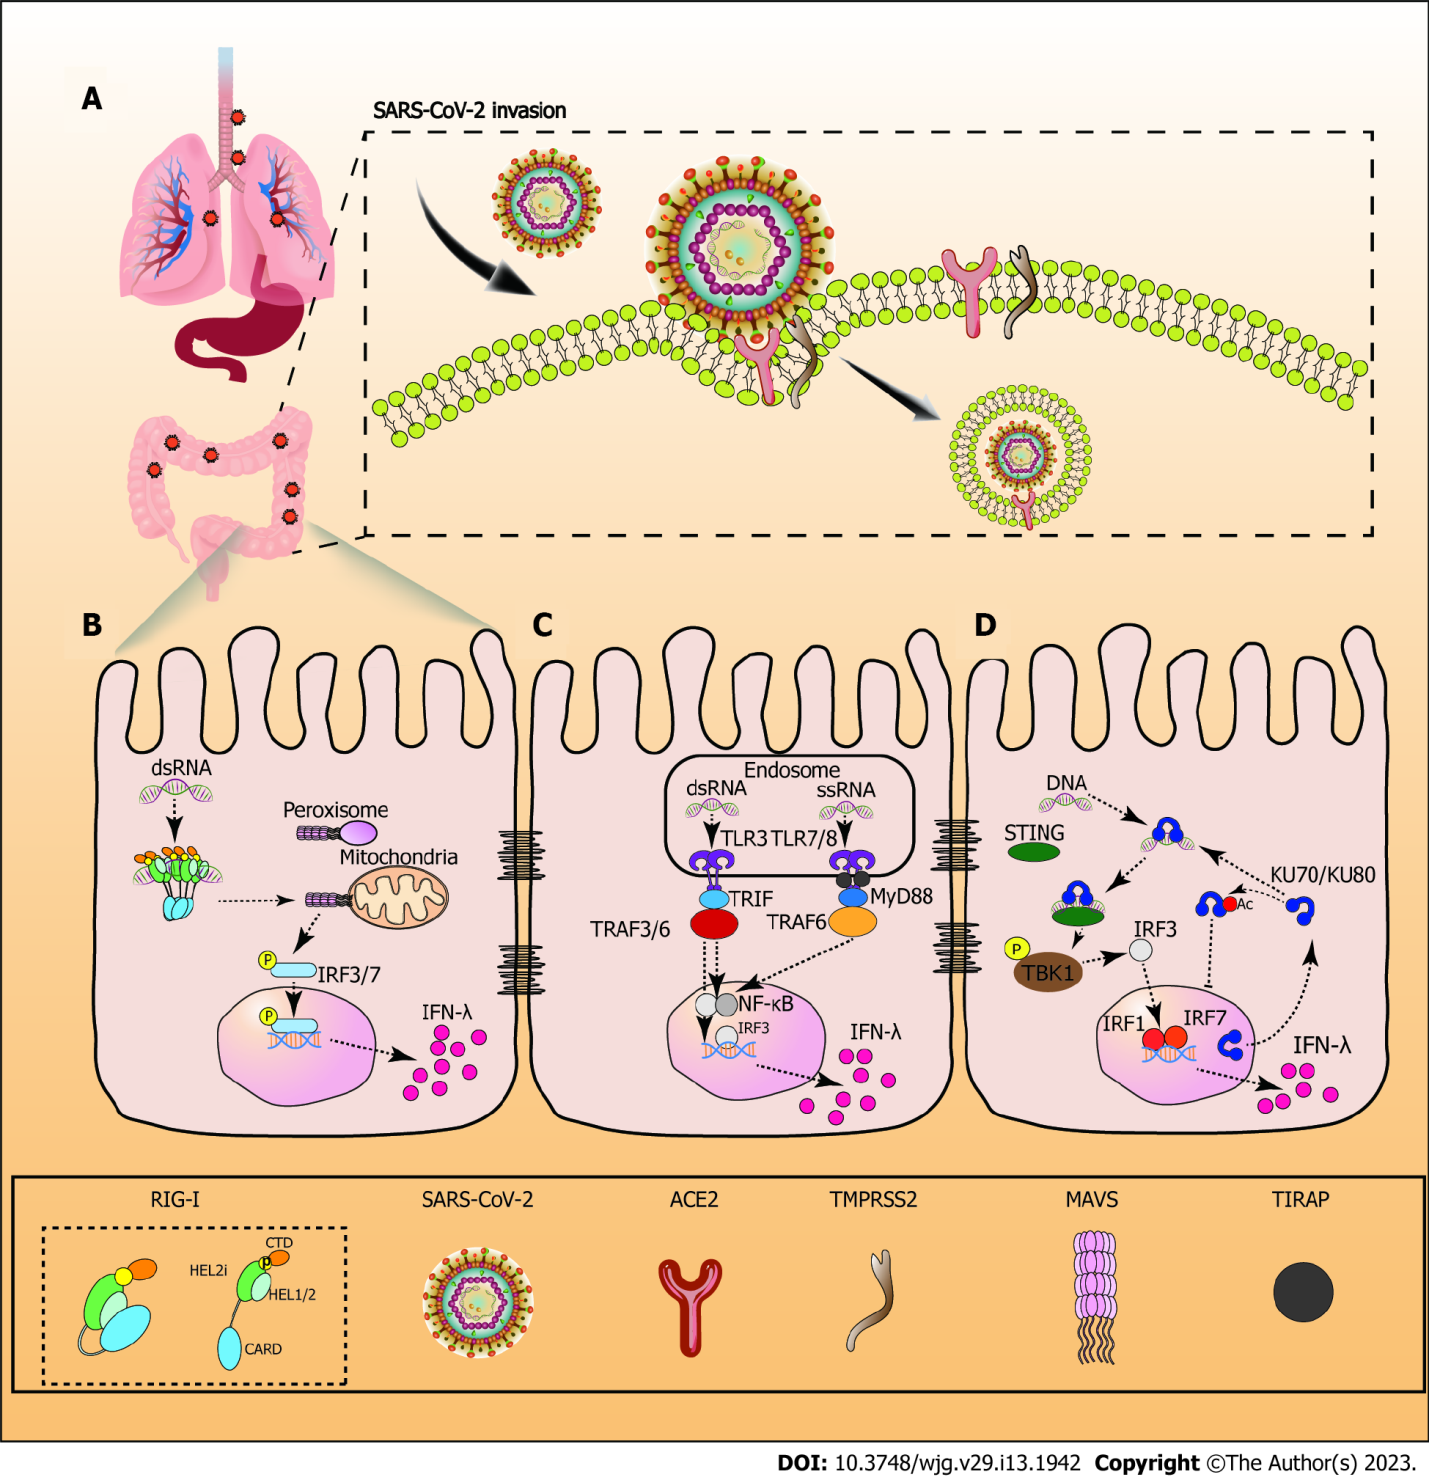 A
SARS-CoV-2 invasion
B
dsRNA
Peroxisome
Mitochondria
P
IRF3/7
P
IFN-λ
C
Endosome
dsRNA
ssRNA
TLR3 TLR7/8
TRIF
MyD88
TRAF3/6
TRAF6
NF-κB
IRF3
IFN-λ
D
DNA
STING
KU70/KU80
Ac
P
IRF3
TBK1
IRF1
IRF7
IFN-λ
RIG-I
SARS-CoV-2
ACE2
TMPRSS2
MAVS
TIRAP
CTD
P
HEL2i
HEL1/2
CARD
DOI: 10.3748/wjg.v29.i13.1942 Copyright ©The Author(s) 2023.